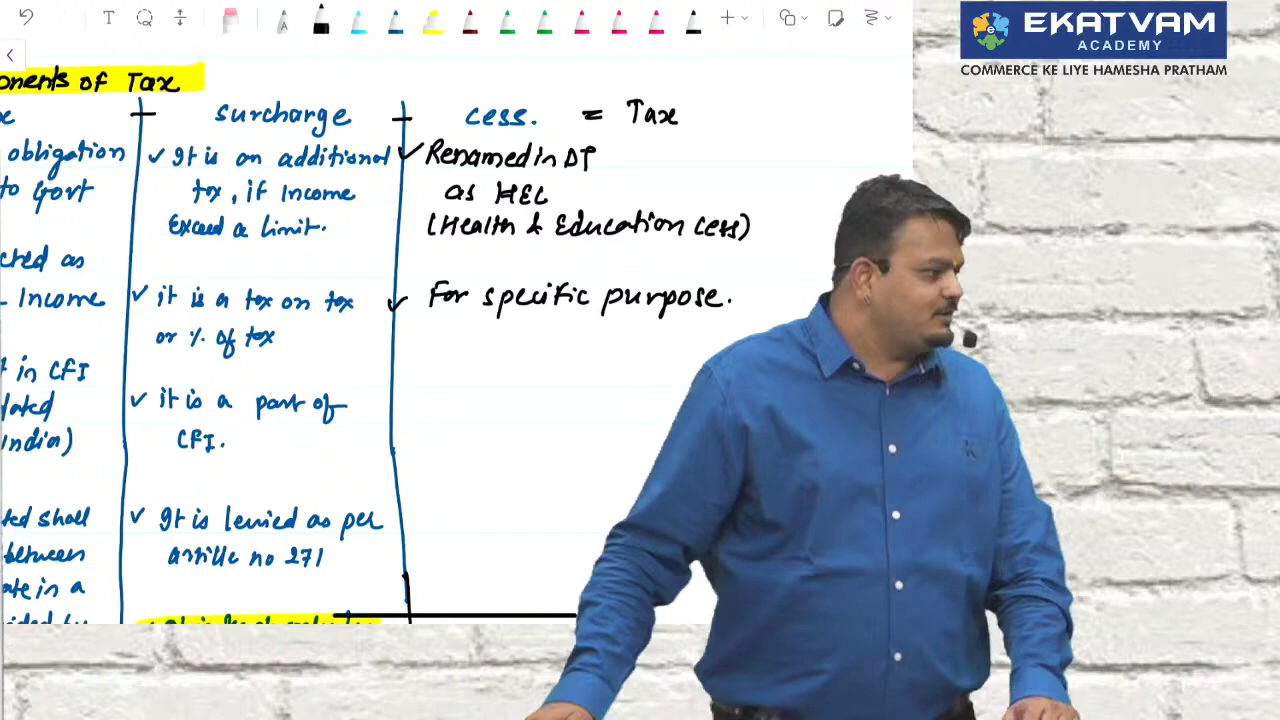 EKATVAM
ACADEMY
COMMERCE KE LIYE HAMESHA PRATHAM
onents of Tax
+ surcharge + cess. = Tax
obligation
to Govt
cted as
Income
t in CFI
lated
India)
ted shall
between
ate in a
ided by
✓ It is an additional
tax, if Income
Exceed a limit.
✓ it is a tax on tax
or % of tax
✓ it is a part of
CFI.
✓ It is levied as per
article no 271
✓ Renamed in DT
as HEC
(Health & Education cess)
✓ For specific purpose.